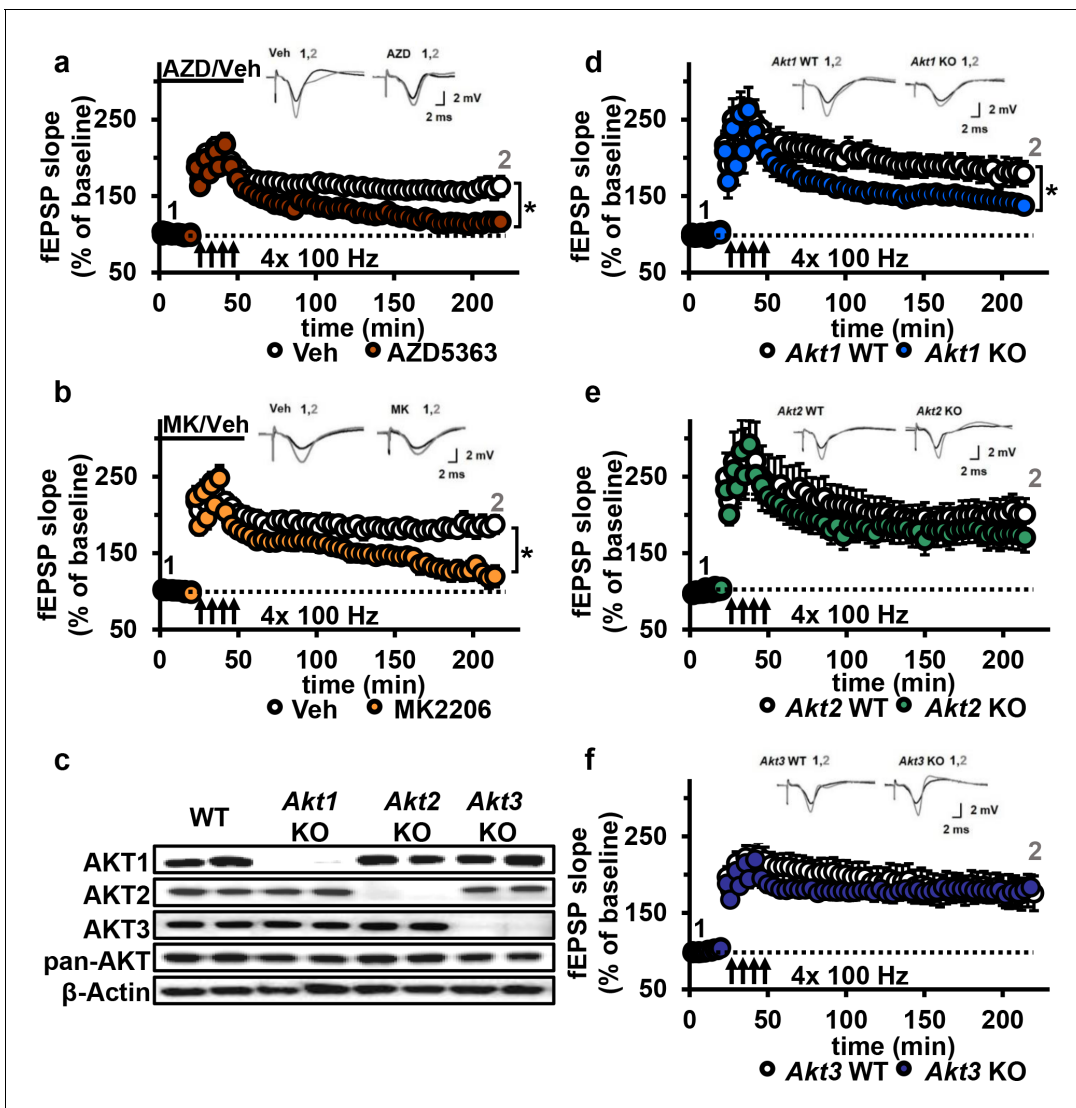 a
AZD/Veh
Veh 1,2
AZD 1,2
2 mV
2 ms
fEPSP slope
(% of baseline)
250
150
50
1
2
*
4x 100 Hz
0 50 100 150 200
time (min)
Veh AZD5363
b
MK/Veh
Veh 1,2
MK 1,2
2 mV
2 ms
fEPSP slope
(% of baseline)
250
150
50
1
2
*
4x 100 Hz
0 50 100 150 200
time (min)
Veh MK2206
c
WT Akt1 KO Akt2 KO Akt3 KO
AKT1
AKT2
AKT3
pan-AKT
β-Actin
d
Akt1 WT 1,2
Akt1 KO 1,2
2 mV
2 ms
fEPSP slope
(% of baseline)
250
150
50
1
2
*
4x 100 Hz
0 50 100 150 200
time (min)
Akt1 WT Akt1 KO
e
Akt2 WT
Akt2 KO
2 mV
2 ms
fEPSP slope
(% of baseline)
250
150
50
1
2
4x 100 Hz
0 50 100 150 200
time (min)
Akt2 WT Akt2 KO
f
Akt3 WT 1,2
Akt3 KO 1,2
2 mV
2 ms
fEPSP slope
(% of baseline)
250
150
50
1
2
4x 100 Hz
0 50 100 150 200
time (min)
Akt3 WT Akt3 KO